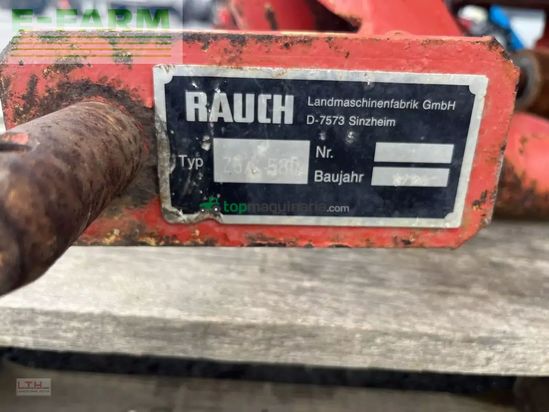 E-FARM
RAUCH
Landmaschinenfabrik GmbH
D-7573 Sinzheim
Typ
Nr.
Baujahr
topmaquinaria.com
LTH